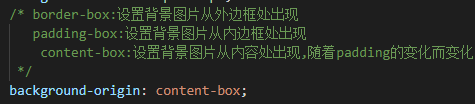 /* border-box:设置背景图片从外边框处出现
padding-box:设置背景图片从内边框处出现
content-box:设置背景图片从内容处出现,随着padding的变化而变化
*/
background-origin: content-box;